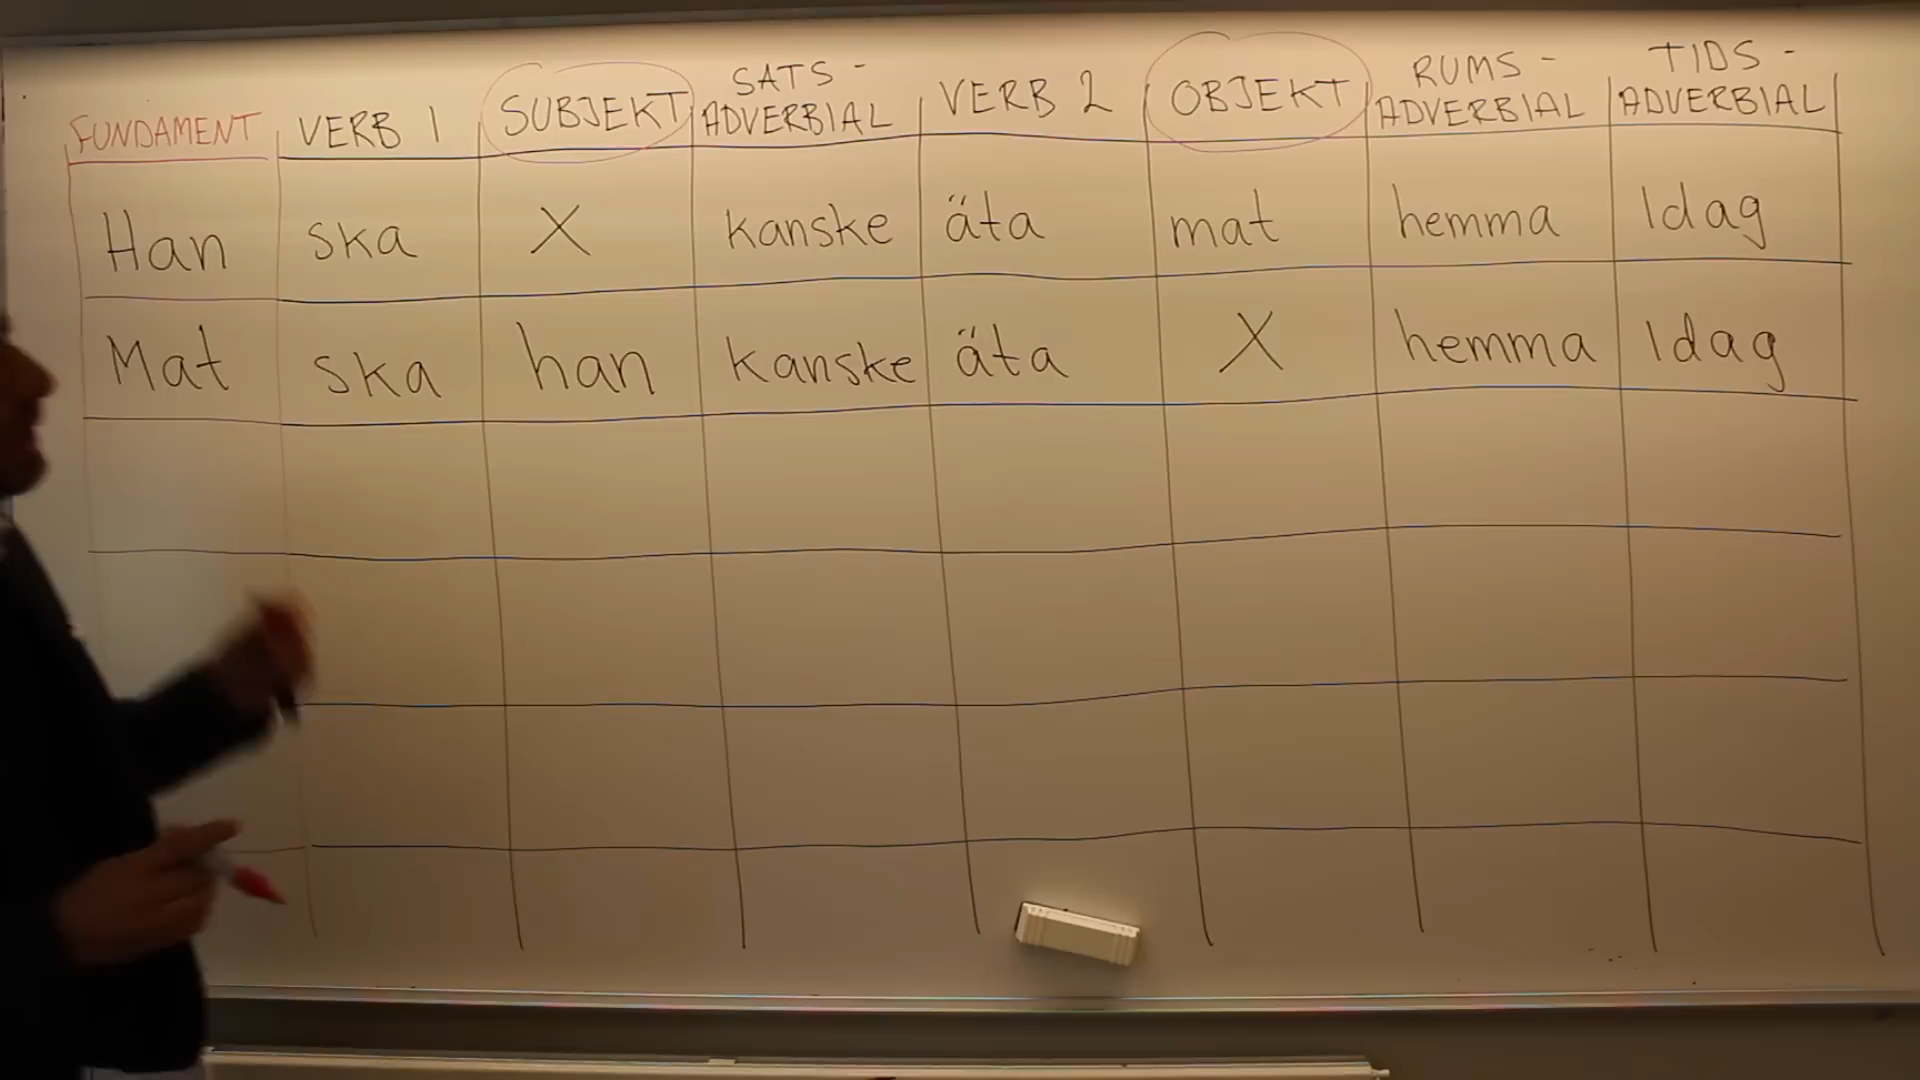 FUNDAMENT VERB 1 SUBJEKT SATS-ADVERBIAL VERB 2 OBJEKT RUMS-ADVERBIAL TIDS-ADVERBIAL
Han ska X kanske äta mat hemma Idag
Mat ska han kanske äta X hemma Idag